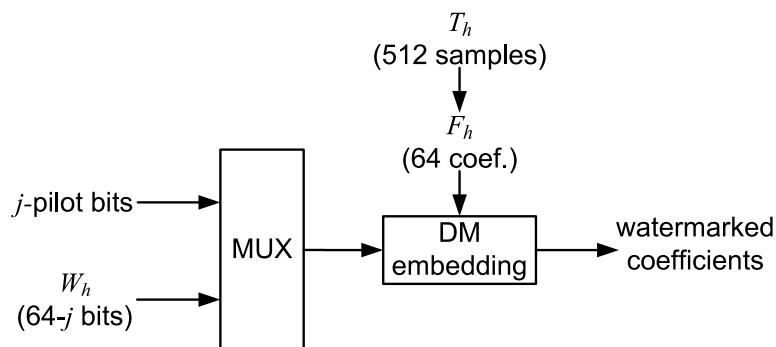 T_h
(512 samples)
F_h
(64 coef.)
j-pilot bits
W_h
(64-j bits)
MUX
DM
embedding
watermarked
coefficients